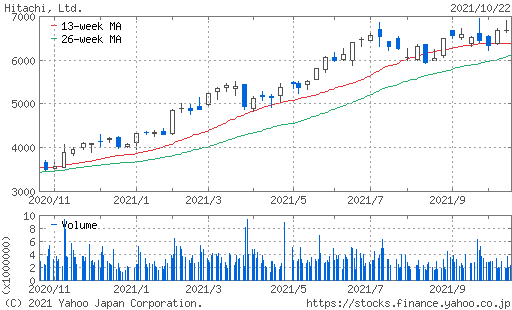 Hitachi, Ltd. 2021/10/22
13-week MA
26-week MA
7000
6000
5000
4000
3000
2020/11 2021/1 2021/3 2021/5 2021/7 2021/9
Volume
10
8
6
4
2
0
(x1000000)
2020/11 2021/1 2021/3 2021/5 2021/7 2021/9
(C) 2021 Yahoo Japan Corporation. https://stocks.finance.yahoo.co.jp/